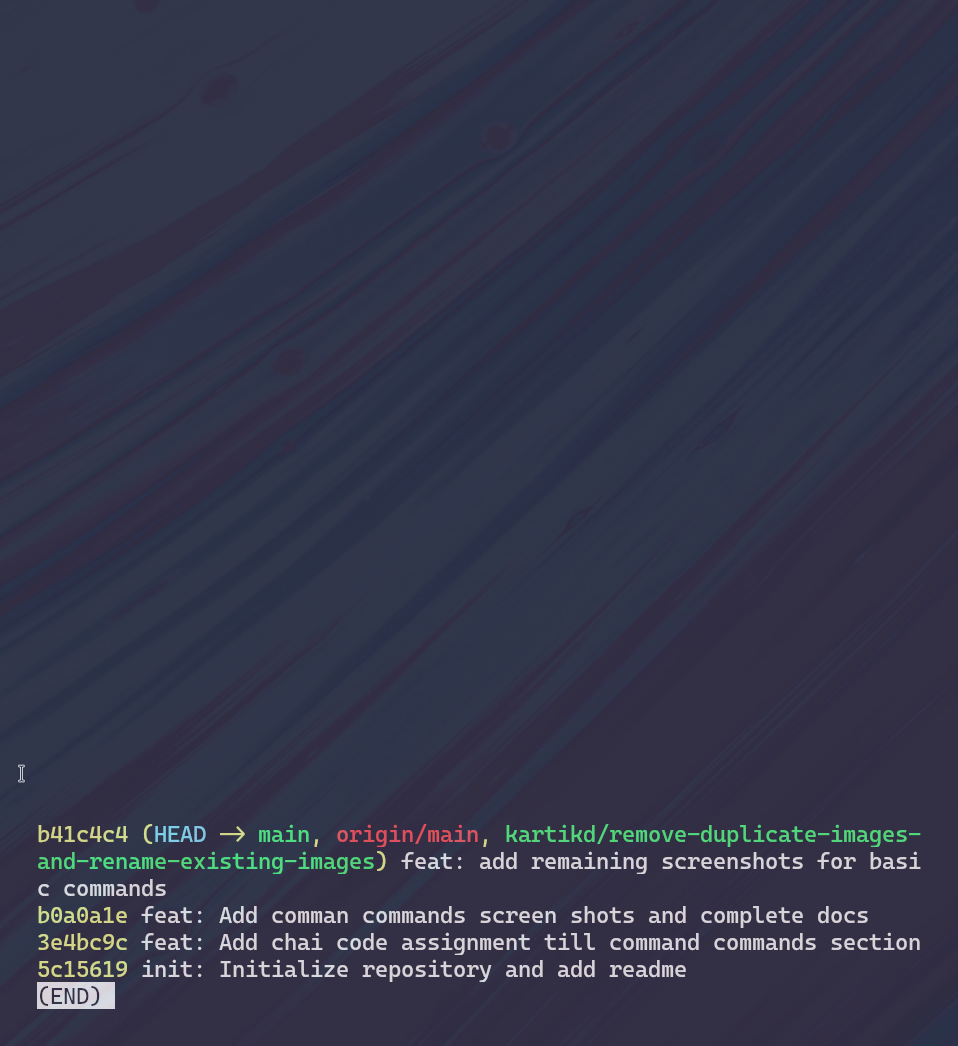 b41c4c4 (HEAD -> main, origin/main, kartikd/remove-duplicate-images-
and-rename-existing-images) feat: add remaining screenshots for basi
c commands
b0a0a1e feat: Add comman commands screen shots and complete docs
3e4bc9c feat: Add chai code assignment till command commands section
5c15619 init: Initialize repository and add readme
(END)